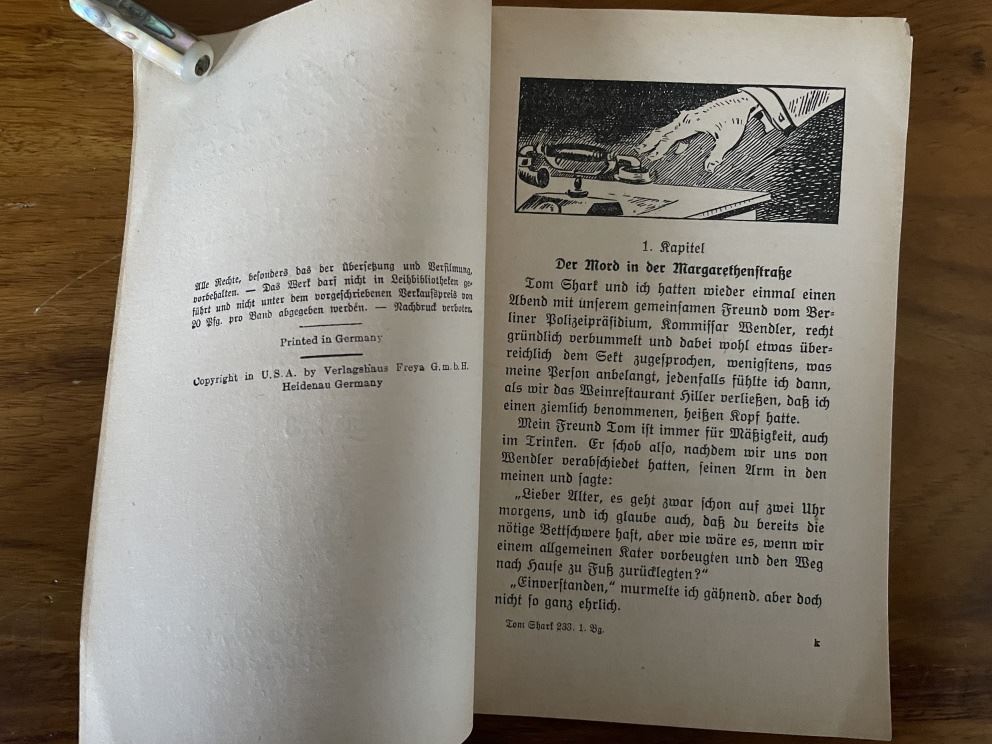 Alle Rechte, besonders das der Übersetzung und Verfilmung,
vorbehalten. — Das Werk darf nicht in Leihbibliotheken ge-
führt und nicht unter dem vorgeschriebenen Verkaufspreis von
20 Pfg. pro Band abgegeben werden. — Nachdruck verboten.
Printed in Germany
Copyright in U.S.A. by Verlagshaus Freya G.m.b.H.
Heidenau Germany
1. Kapitel
Der Mord in der Margarethenstraße
Tom Shark und ich hatten wieder einmal einen
Abend mit unserem gemeinsamen Freund vom Ber-
liner Polizeipräsidium, Kommissar Wendler, recht
gründlich verbummelt und dabei wohl etwas über-
reichlich dem Sekt zugesprochen, wenigstens, was
meine Person anbelangt, jedenfalls fühlte ich dann,
als wir das Weinrestaurant Hiller verließen, daß ich
einen ziemlich benommenen, heißen Kopf hatte.
Mein Freund Tom ist immer für Mäßigkeit, auch
im Trinken. Er schob also, nachdem wir uns von
Wendler verabschiedet hatten, seinen Arm in den
meinen und sagte:
„Lieber Alter, es geht zwar schon auf zwei Uhr
morgens, und ich glaube auch, daß du bereits die
nötige Bettschwere hast, aber wie wäre es, wenn wir
einem allgemeinen Kater vorbeugten und den Weg
nach Hause zu Fuß zurücklegten?“
„Einverstanden,“ murmelte ich gähnend. aber doch
nicht so ganz ehrlich.
Tom Shark 233. 1. Bg.
k